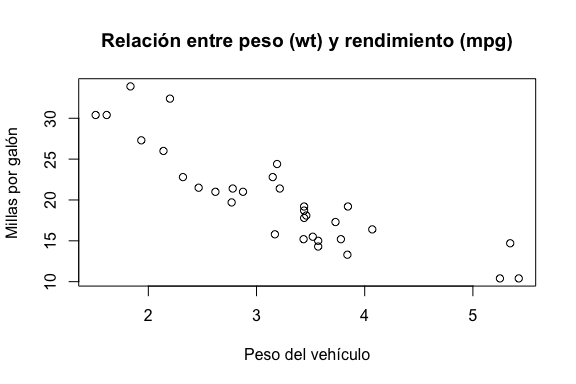 Relación entre peso (wt) y rendimiento (mpg)
Millas por galón
30
25
20
15
10
2 3 4 5
Peso del vehículo